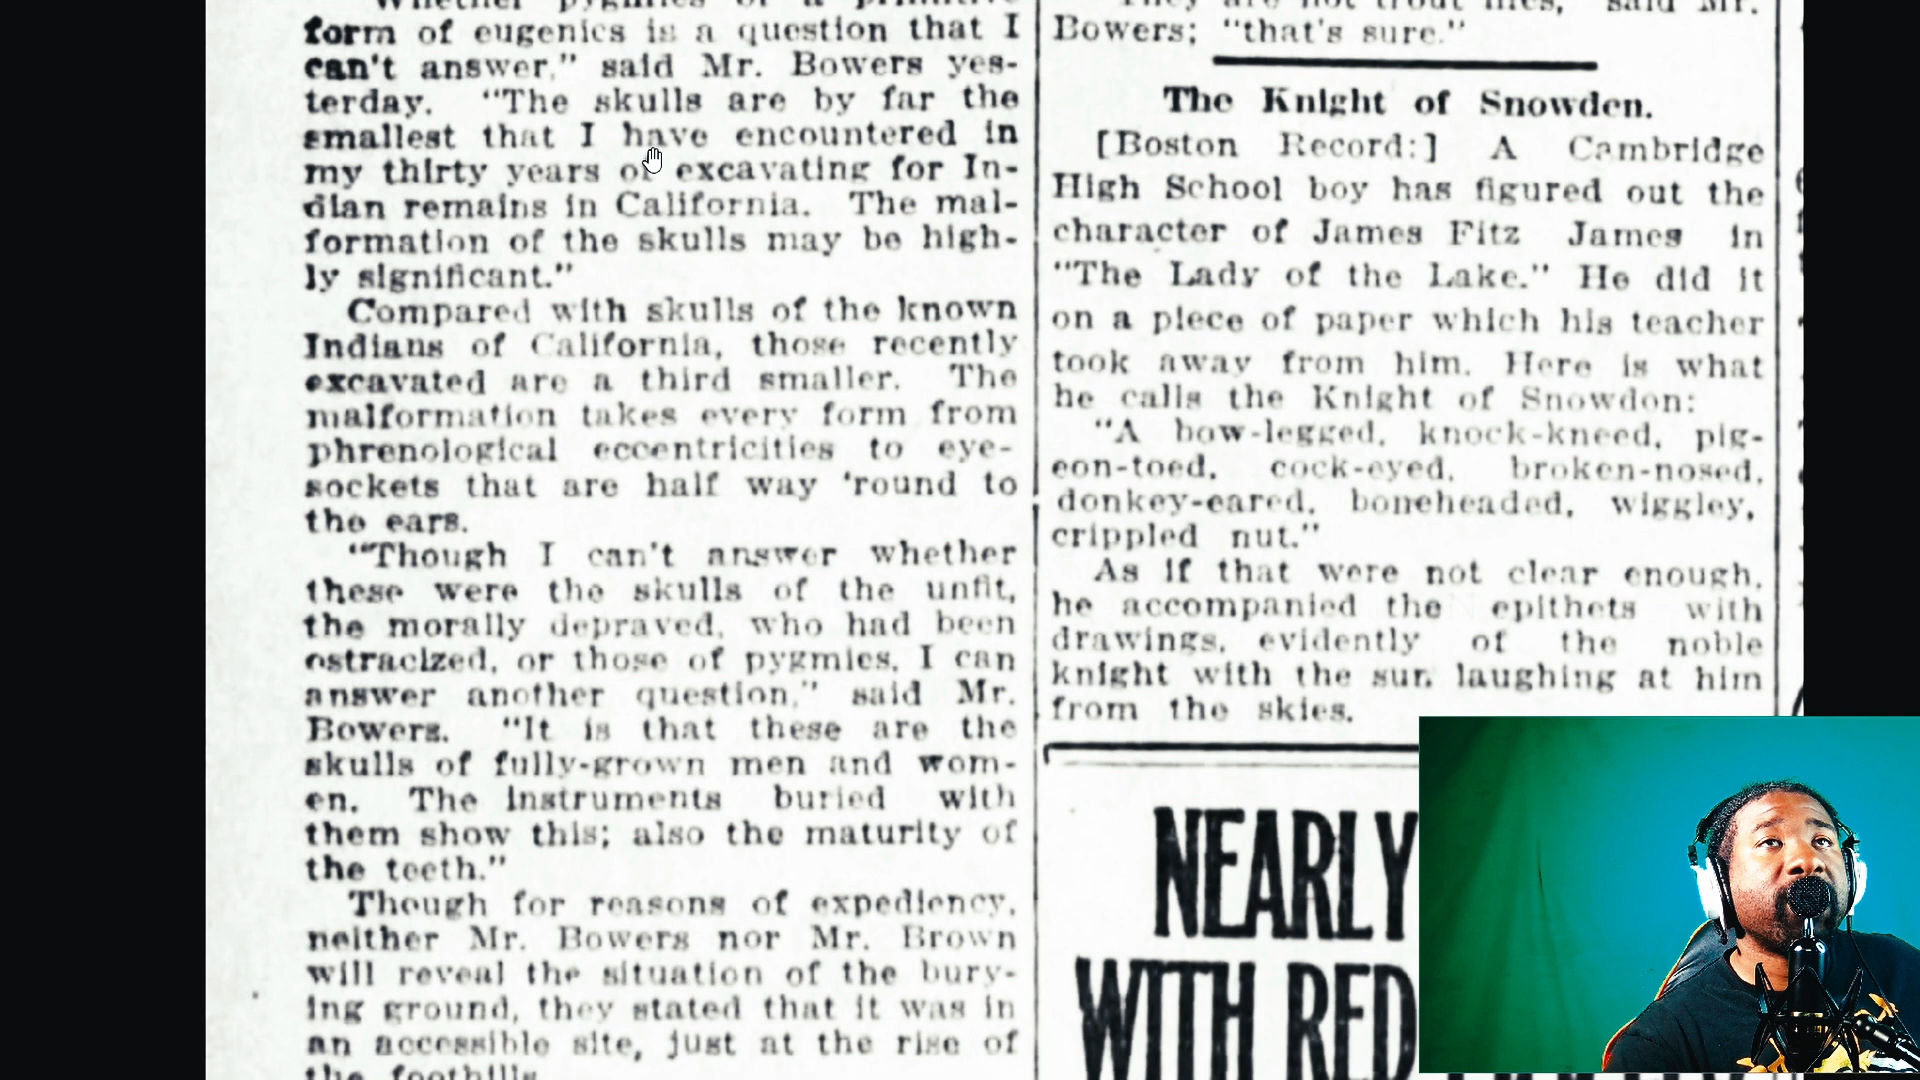 form of eugenics is a question that I
can't answer," said Mr. Bowers yes-
terday. "The skulls are by far the
smallest that I have encountered in
my thirty years of excavating for In-
dian remains in California. The mal-
formation of the skulls may be high-
ly significant."
Compared with skulls of the known
Indians of California, those recently
excavated are a third smaller. The
malformation takes every form from
phrenological eccentricities to eye-
sockets that are half way 'round to
the ears.
"Though I can't answer whether
these were the skulls of the unfit,
the morally depraved, who had been
ostracized, or those of pygmies, I can
answer another question," said Mr.
Bowers. "It is that these are the
skulls of fully-grown men and wom-
en. The instruments buried with
them show this; also the maturity of
the teeth."
Though for reasons of expediency,
neither Mr. Bowers nor Mr. Brown
will reveal the situation of the bury-
ing ground, they stated that it was in
an accessible site, just at the rise of
the foothills
Bowers; "that's sure."
The Knight of Snowden.
[Boston Record:] A Cambridge
High School boy has figured out the
character of James Fitz James in
"The Lady of the Lake." He did it
on a piece of paper which his teacher
took away from him. Here is what
he calls the Knight of Snowdon:
"A bow-legged, knock-kneed, pig-
eon-toed, cock-eyed, broken-nosed,
donkey-eared, boneheaded, wiggley,
crippled nut."
As if that were not clear enough,
he accompanied the epithets with
drawings, evidently of the noble
knight with the sun laughing at him
from the skies.
NEARLY
WITH RED